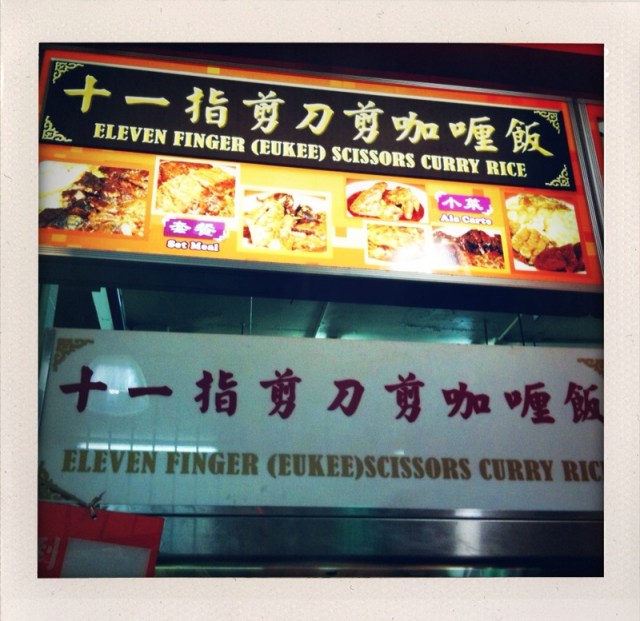 十一指剪刀剪咖喱飯
ELEVEN FINGER (EUKEE) SCISSORS CURRY RICE
套餐
Set Meal
小菜
Ala Carte
十一指剪刀剪咖喱飯
ELEVEN FINGER (EUKEE)SCISSORS CURRY RIC